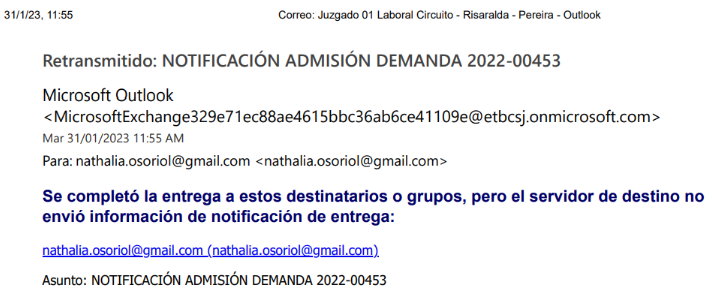 31/1/23, 11:55 Correo: Juzgado 01 Laboral Circuito - Risaralda - Pereira - Outlook
Retransmitido: NOTIFICACIÓN ADMISIÓN DEMANDA 2022-00453
Microsoft Outlook
<MicrosoftExchange329e71ec88ae4615bbc36ab6ce41109e@etbcsj.onmicrosoft.com>
Mar 31/01/2023 11:55 AM
Para: nathalia.osoriol@gmail.com <nathalia.osoriol@gmail.com>
Se completó la entrega a estos destinatarios o grupos, pero el servidor de destino no
envió información de notificación de entrega:
nathalia.osoriol@gmail.com (nathalia.osoriol@gmail.com)
Asunto: NOTIFICACIÓN ADMISIÓN DEMANDA 2022-00453